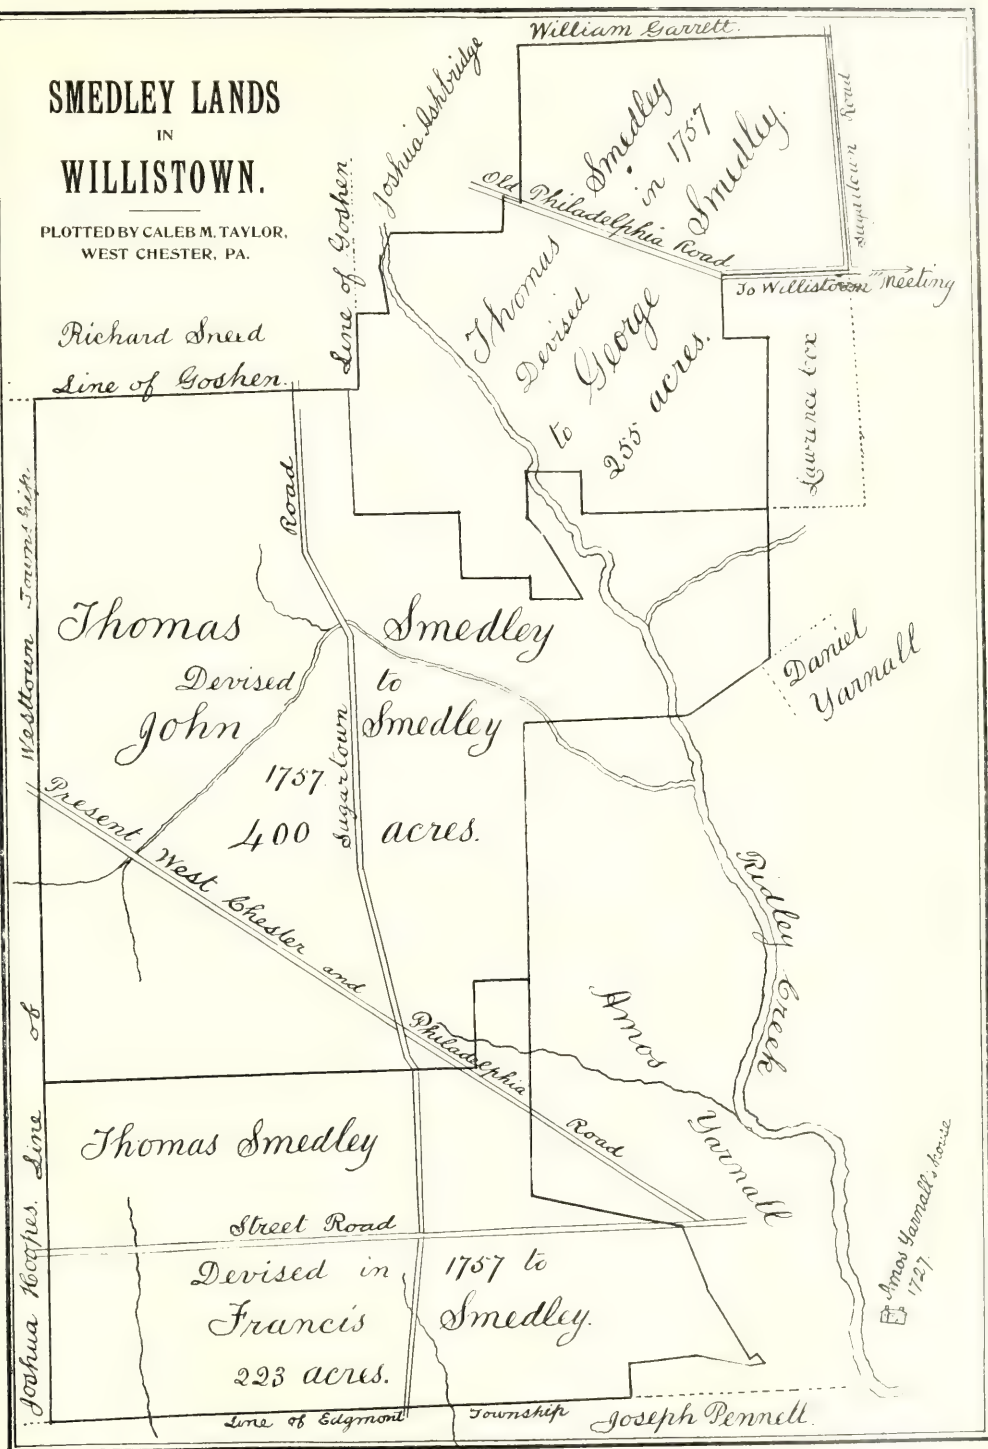 SMEDLEY LANDS
IN
WILLISTOWN.
PLOTTED BY CALEB M. TAYLOR,
WEST CHESTER, PA.
William Garrett.
Joshua Ashbridge
Line of Goshen.
Sugartown Road
Old Philadelphia Road
To Willistown Meeting
Thomas Smedley
Devised in 1757
to George Smedley.
255 acres.
Lawrence Cox
Richard Sneed
Line of Goshen.
Road
Westtown Township.
Thomas Smedley
Devised to
John Smedley
1757.
400 acres.
Sugartown
Daniel
Yarnall
Present West Chester and Philadelphia Road
Ridley Creek
Amos Yarnall
Line of
Joshua Hoopes.
Thomas Smedley
Street Road
Devised in 1757 to
Francis Smedley.
223 acres.
Amos Yarnall's house
1727.
Line of Edgmont Township
Joseph Pennell.